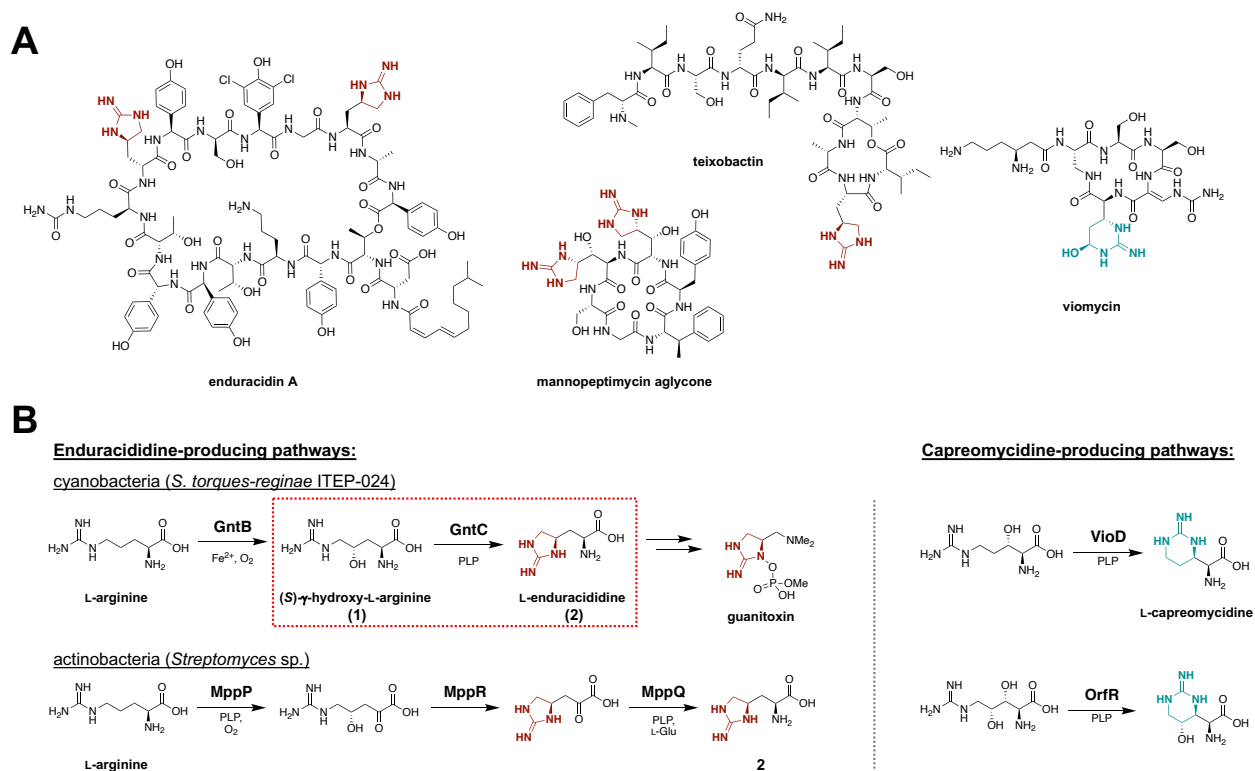 A
enduracidin A
mannopeptimycin aglycone
teixobactin
viomycin
B
Enduracididine-producing pathways:
Capreomycidine-producing pathways:
cyanobacteria (S. torques-reginae ITEP-024)
L-arginine
GntB
Fe2+, O2
(S)-γ-hydroxy-L-arginine
(1)
GntC
PLP
L-enduracididine
(2)
guanitoxin
VioD
PLP
L-capreomycidine
actinobacteria (Streptomyces sp.)
L-arginine
MppP
PLP,
O2
MppR
MppQ
PLP,
L-Glu
2
OrfR
PLP